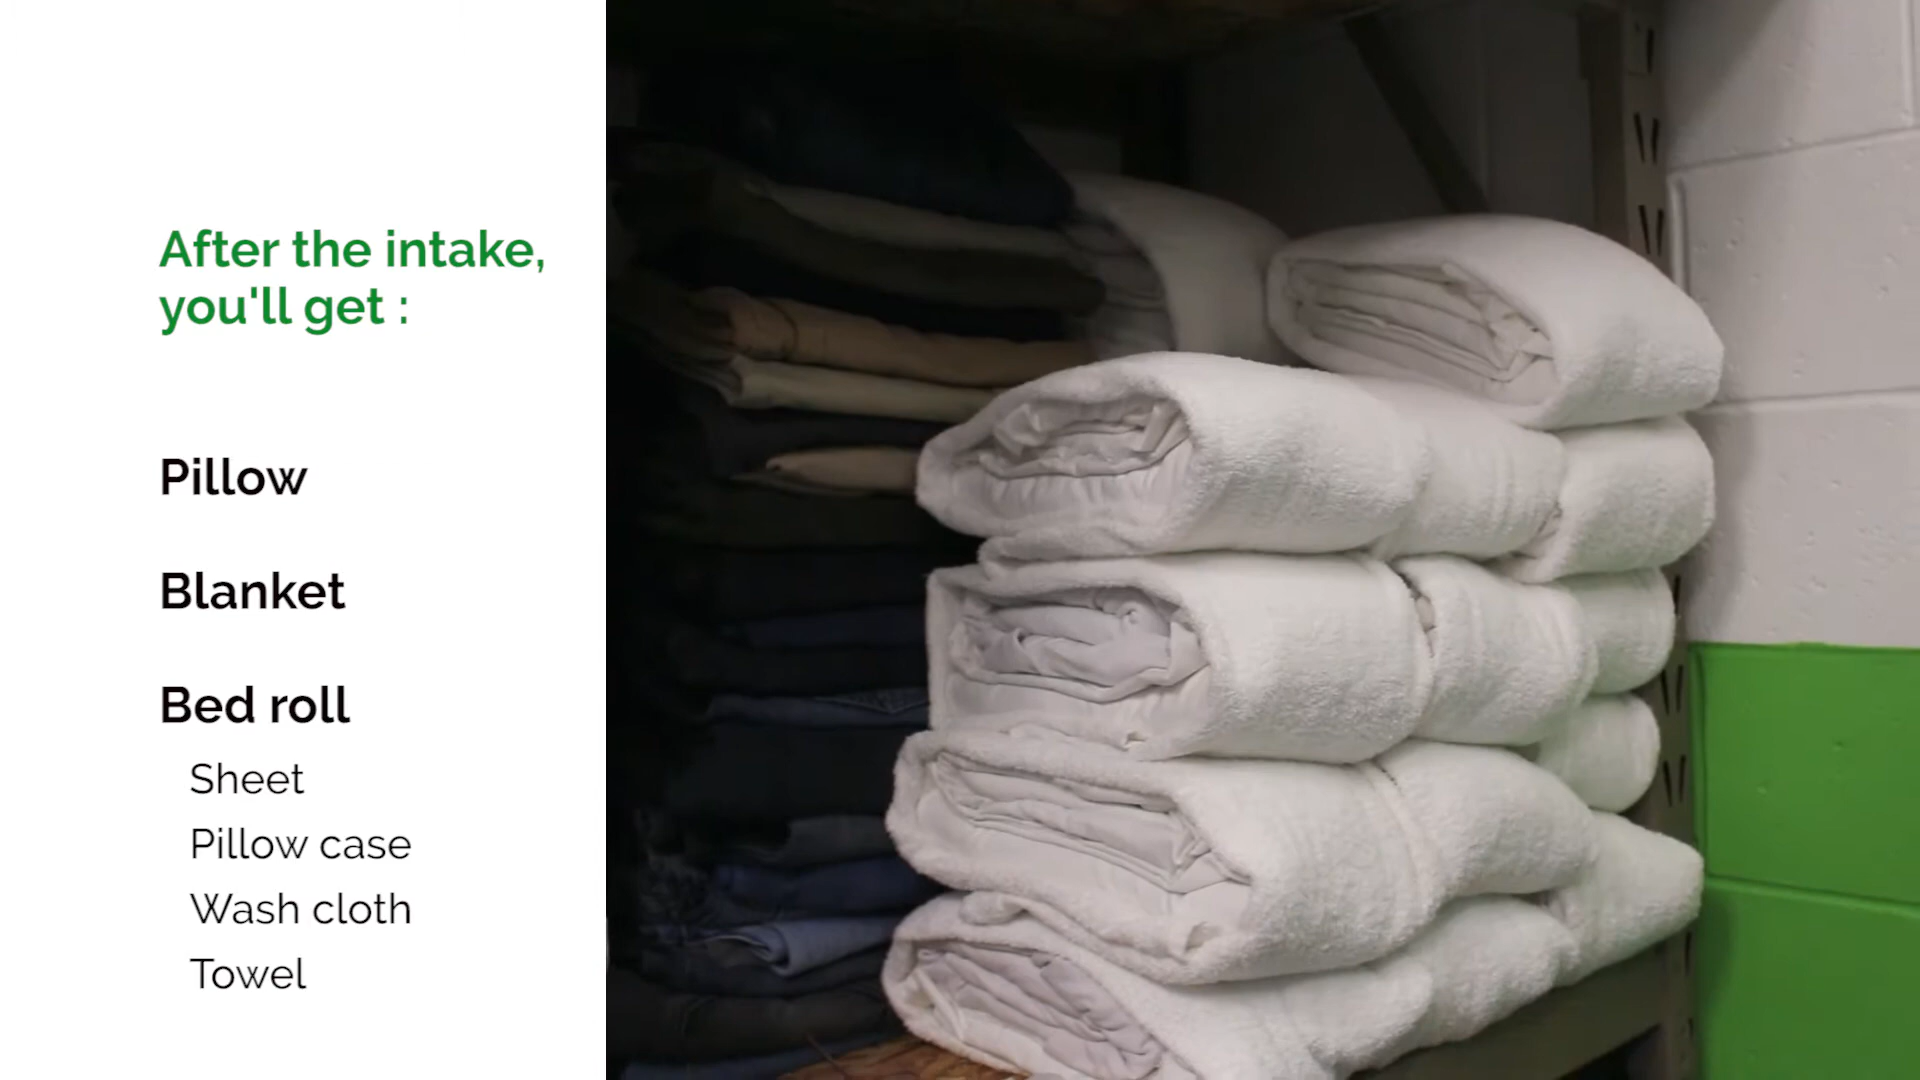 After the intake,
you'll get :
Pillow
Blanket
Bed roll
Sheet
Pillow case
Wash cloth
Towel